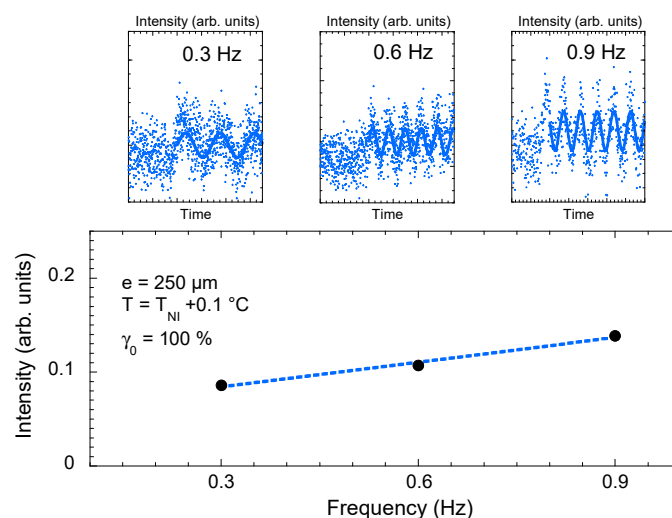 Intensity (arb. units)
Intensity (arb. units)
Intensity (arb. units)
0.3 Hz
0.6 Hz
0.9 Hz
Time
Time
Time
Intensity (arb. units)
0.2
0.1
0
e = 250 µm
T = T_NI +0.1 °C
γ_0 = 100 %
0.3
0.6
0.9
Frequency (Hz)